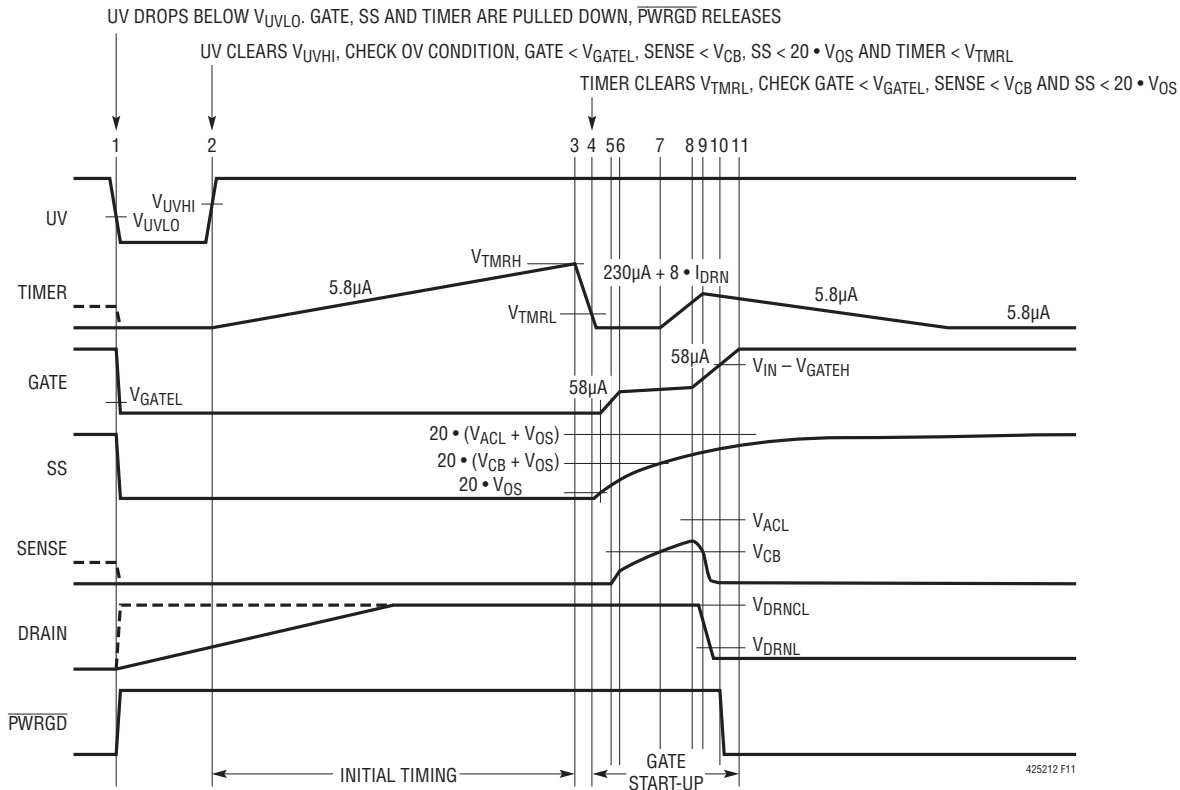 UV DROPS BELOW VUVLO. GATE, SS AND TIMER ARE PULLED DOWN, PWRGD RELEASES
UV CLEARS VUVHI, CHECK OV CONDITION, GATE < VGATEL, SENSE < VCB, SS < 20 • VOS AND TIMER < VTMRL
TIMER CLEARS VTMRL, CHECK GATE < VGATEL, SENSE < VCB AND SS < 20 • VOS
1 2 3 4 5 6 7 8 9 10 11
UV
VUVHI
VUVLO
TIMER
5.8µA
VTMRH
VTMRL
230µA + 8 • IDRN
5.8µA
5.8µA
GATE
VGATEL
58µA
58µA
VIN – VGATEH
SS
20 • (VACL + VOS)
20 • (VCB + VOS)
20 • VOS
SENSE
VACL
VCB
DRAIN
VDRNCL
VDRNL
PWRGD
INITIAL TIMING
GATE
START-UP
425212 F11